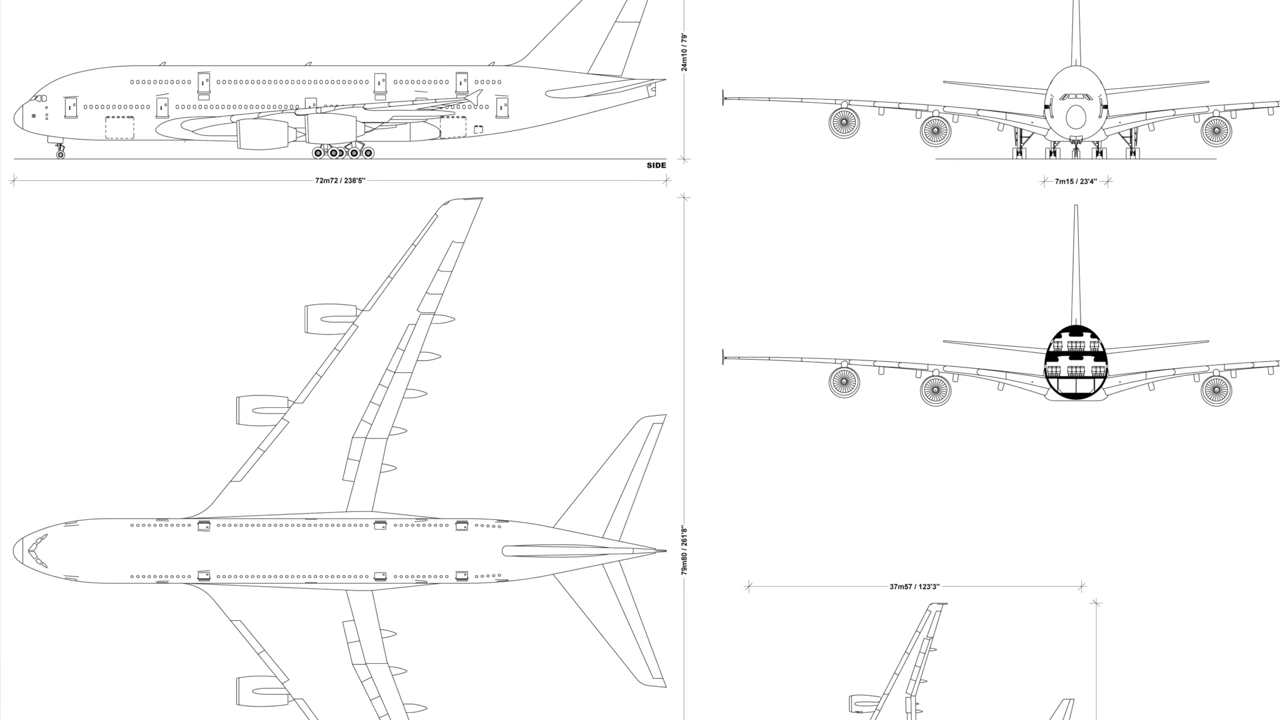 24m10 / 79'
SIDE
72m72 / 238'5"
7m15 / 23'4"
79m80 / 261'8"
37m57 / 123'3"